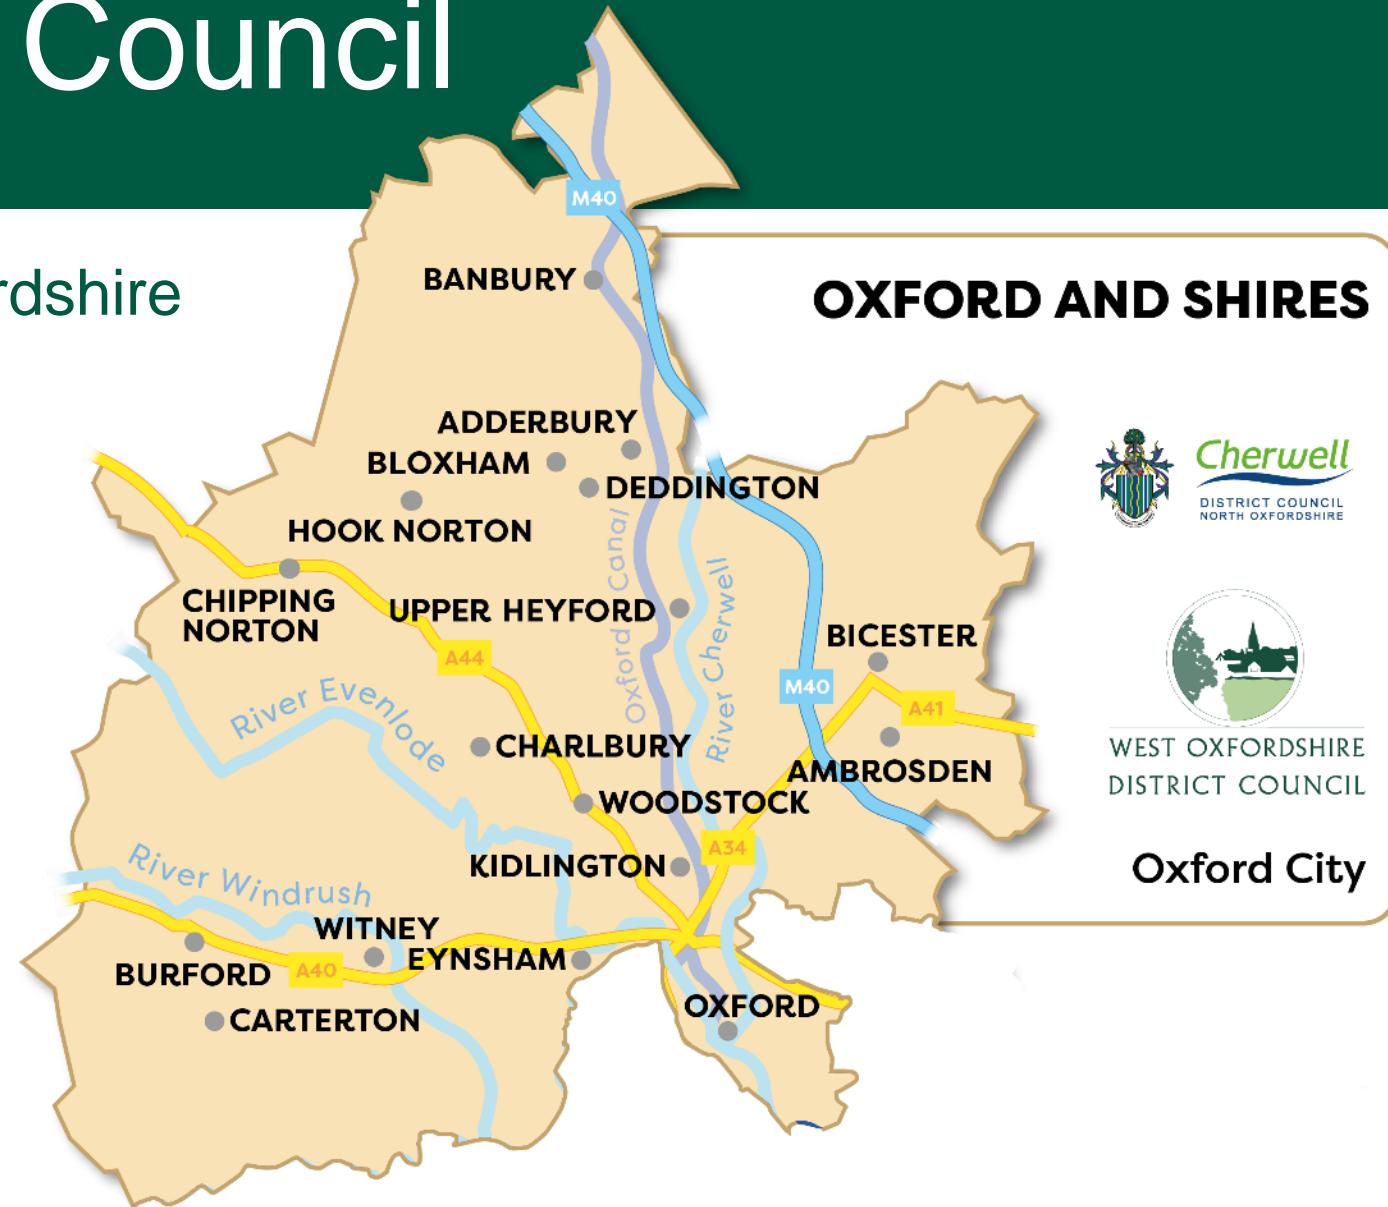 Council
rdshire
M40
BANBURY
OXFORD AND SHIRES
ADDERBURY
BLOXHAM
DEDDINGTON
HOOK NORTON
Cherwell
DISTRICT COUNCIL
NORTH OXFORDSHIRE
Oxford Canal
River Cherwell
CHIPPING
NORTON
UPPER HEYFORD
BICESTER
A44
M40
A41
River Evenlode
CHARLBURY
AMBROSDEN
WEST OXFORDSHIRE
DISTRICT COUNCIL
WOODSTOCK
A34
KIDLINGTON
Oxford City
River Windrush
WITNEY
EYNSHAM
BURFORD
A40
OXFORD
CARTERTON